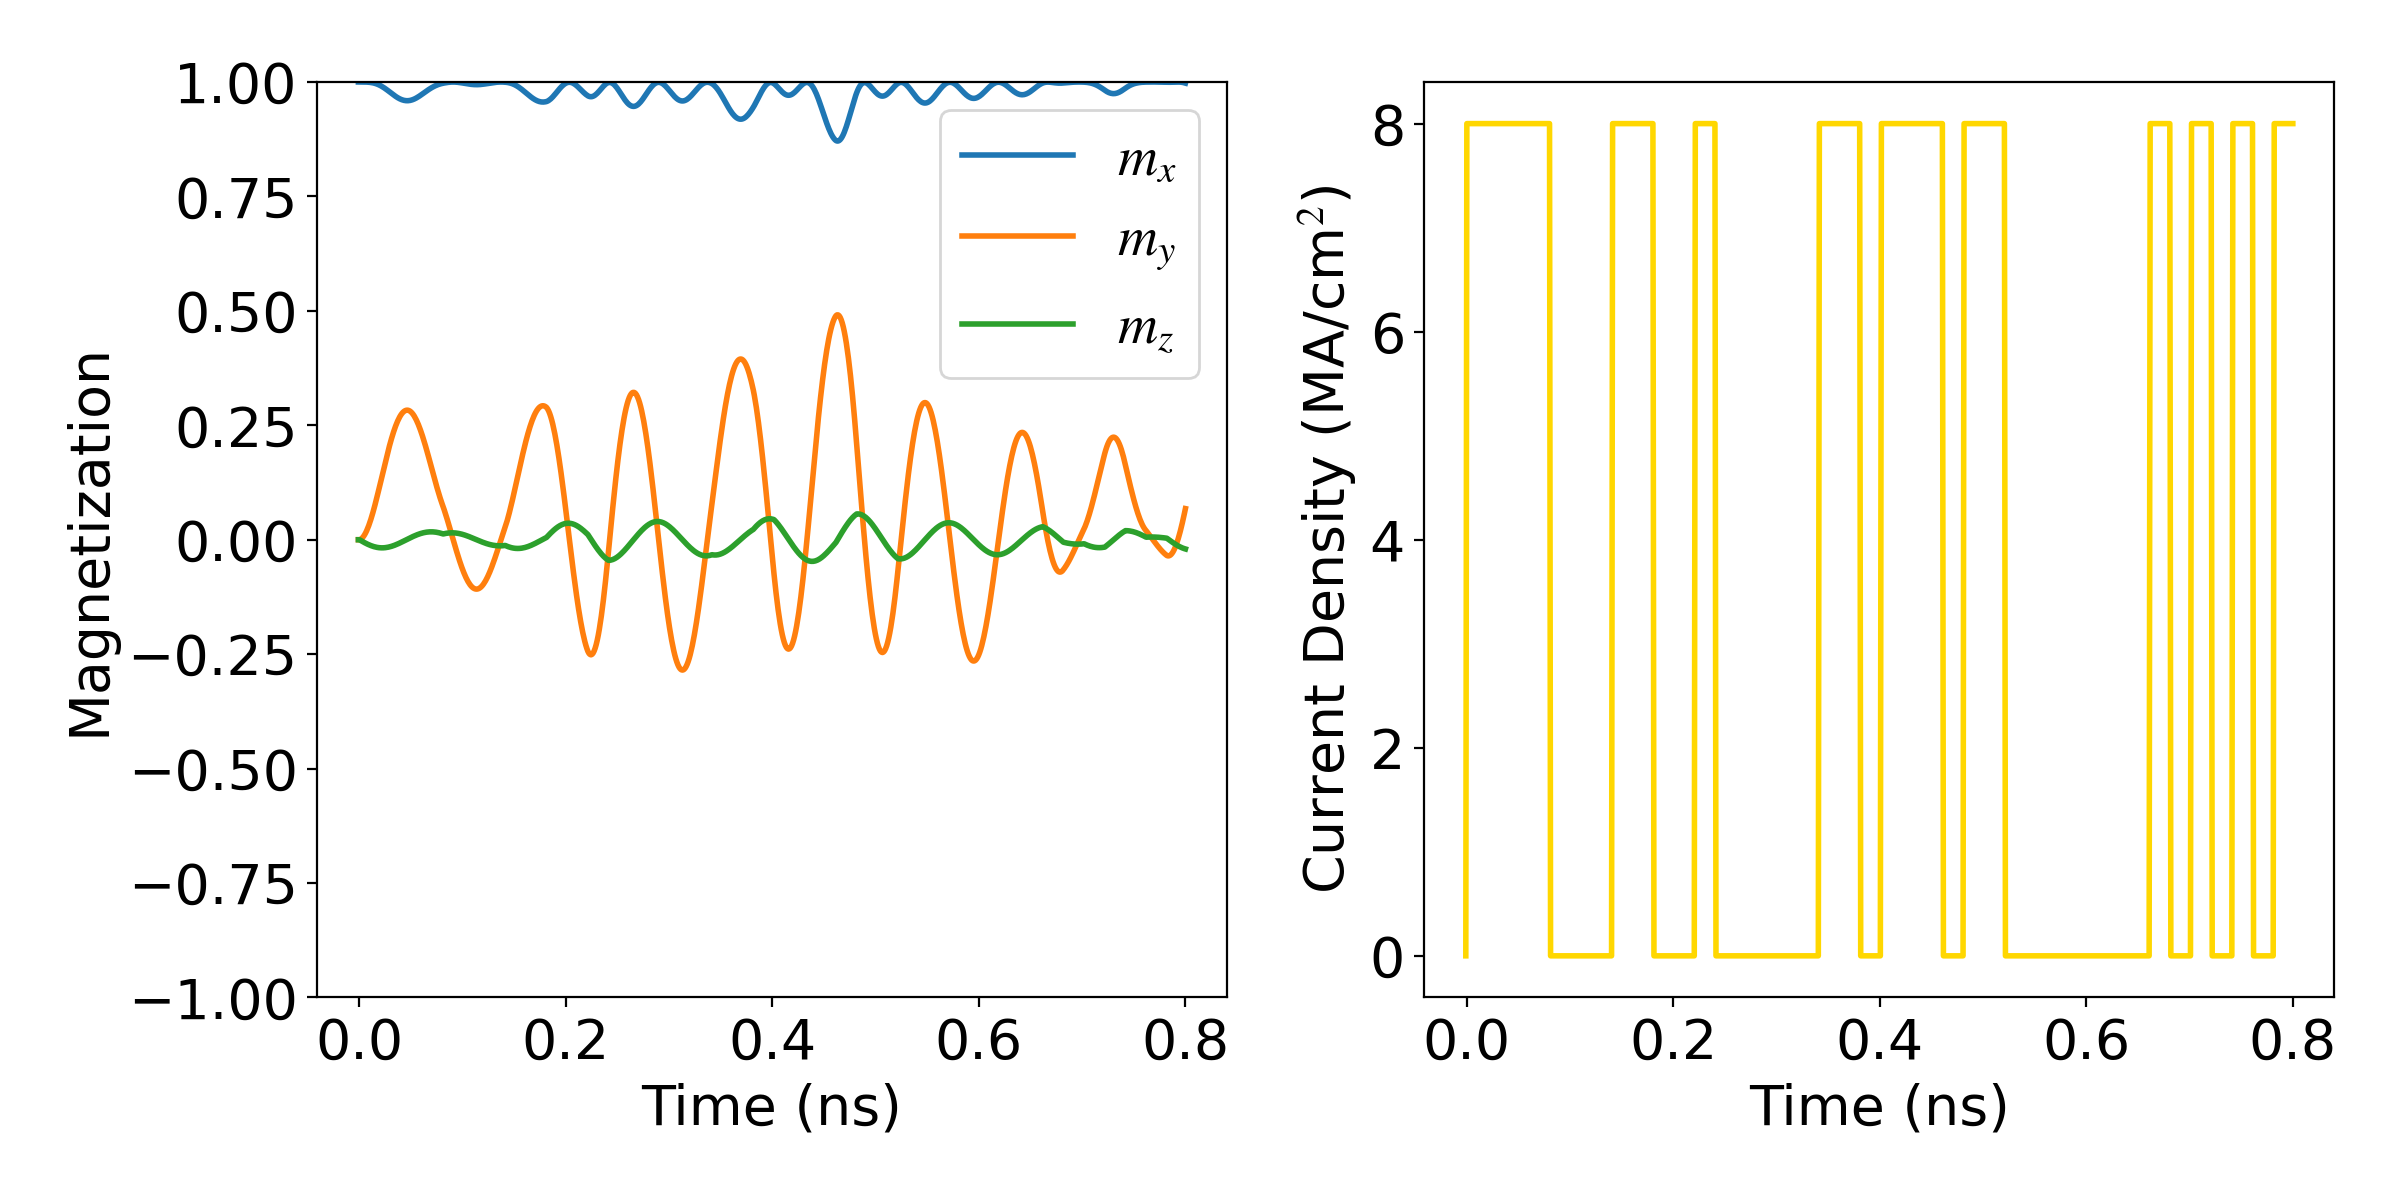 Magnetization
1.00
0.75
0.50
0.25
0.00
−0.25
−0.50
−0.75
−1.00
0.0 0.2 0.4 0.6 0.8
Time (ns)
m_x
m_y
m_z
Current Density (MA/cm²)
8
6
4
2
0
0.0 0.2 0.4 0.6 0.8
Time (ns)